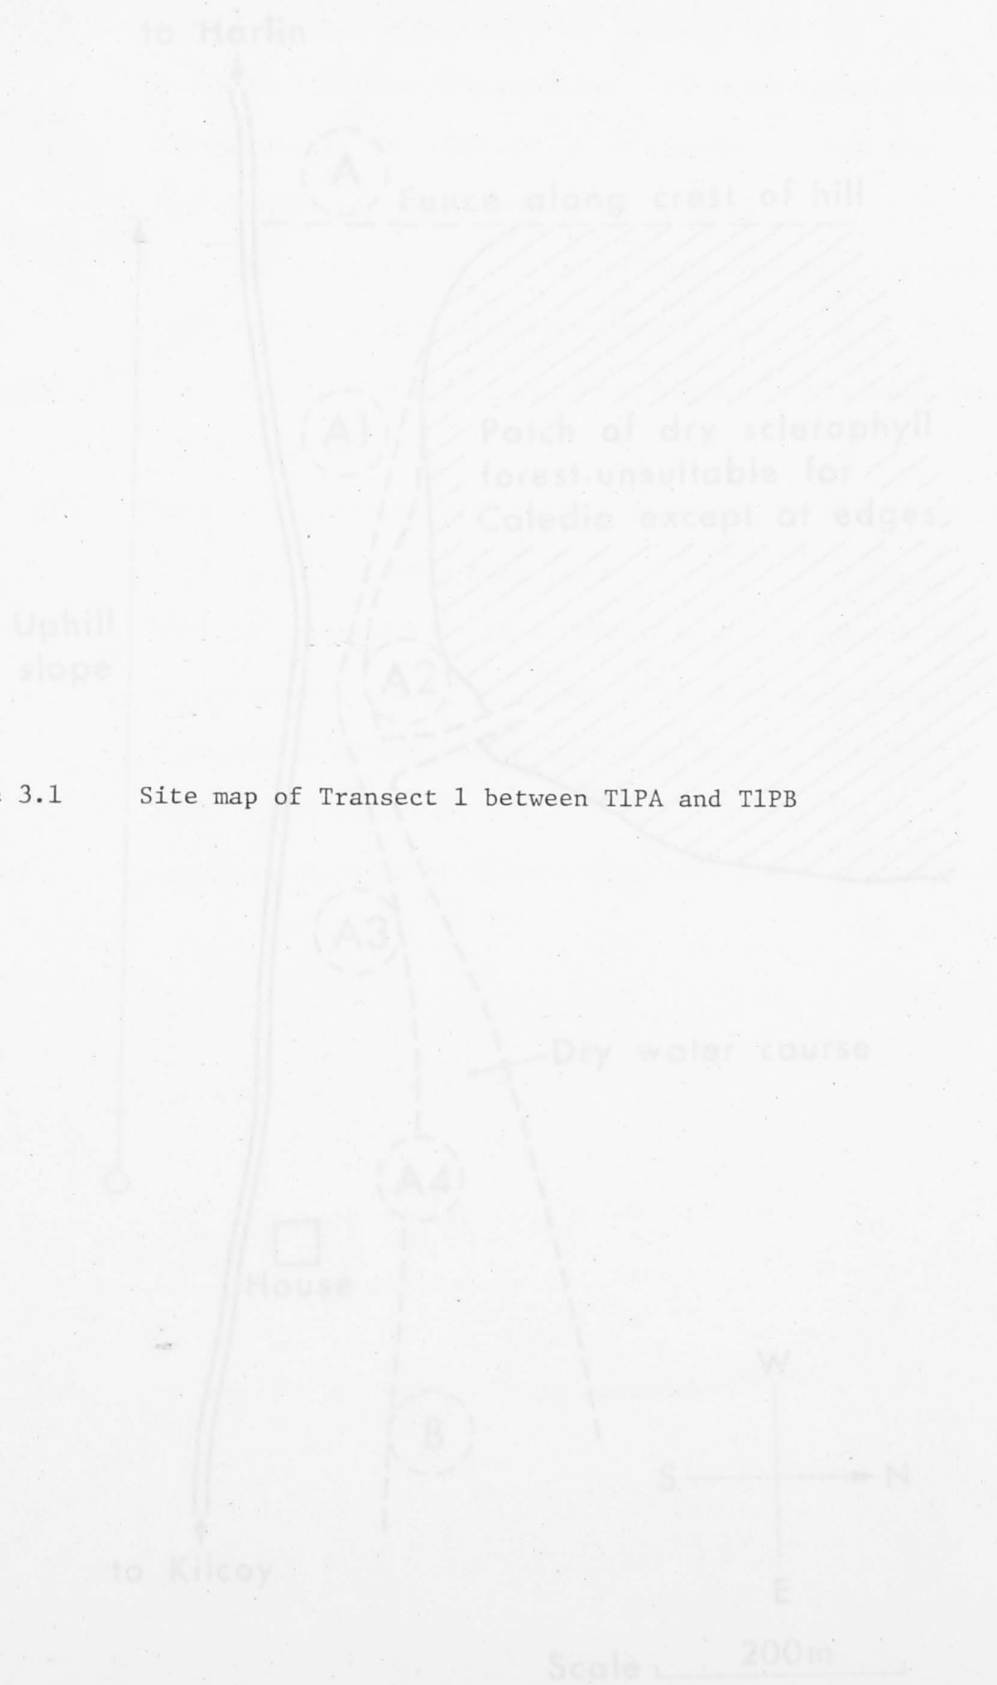 to Harlin
A
Fence along crest of hill
A1
Patch of dry sclerophyll
forest-unsuitable for
Caledia except at edges.
Uphill
slope
A2
3.1 Site map of Transect 1 between T1PA and T1PB
A3
Dry water course
A4
House
W
B
S N
to Kilcoy
E
200m
Scale